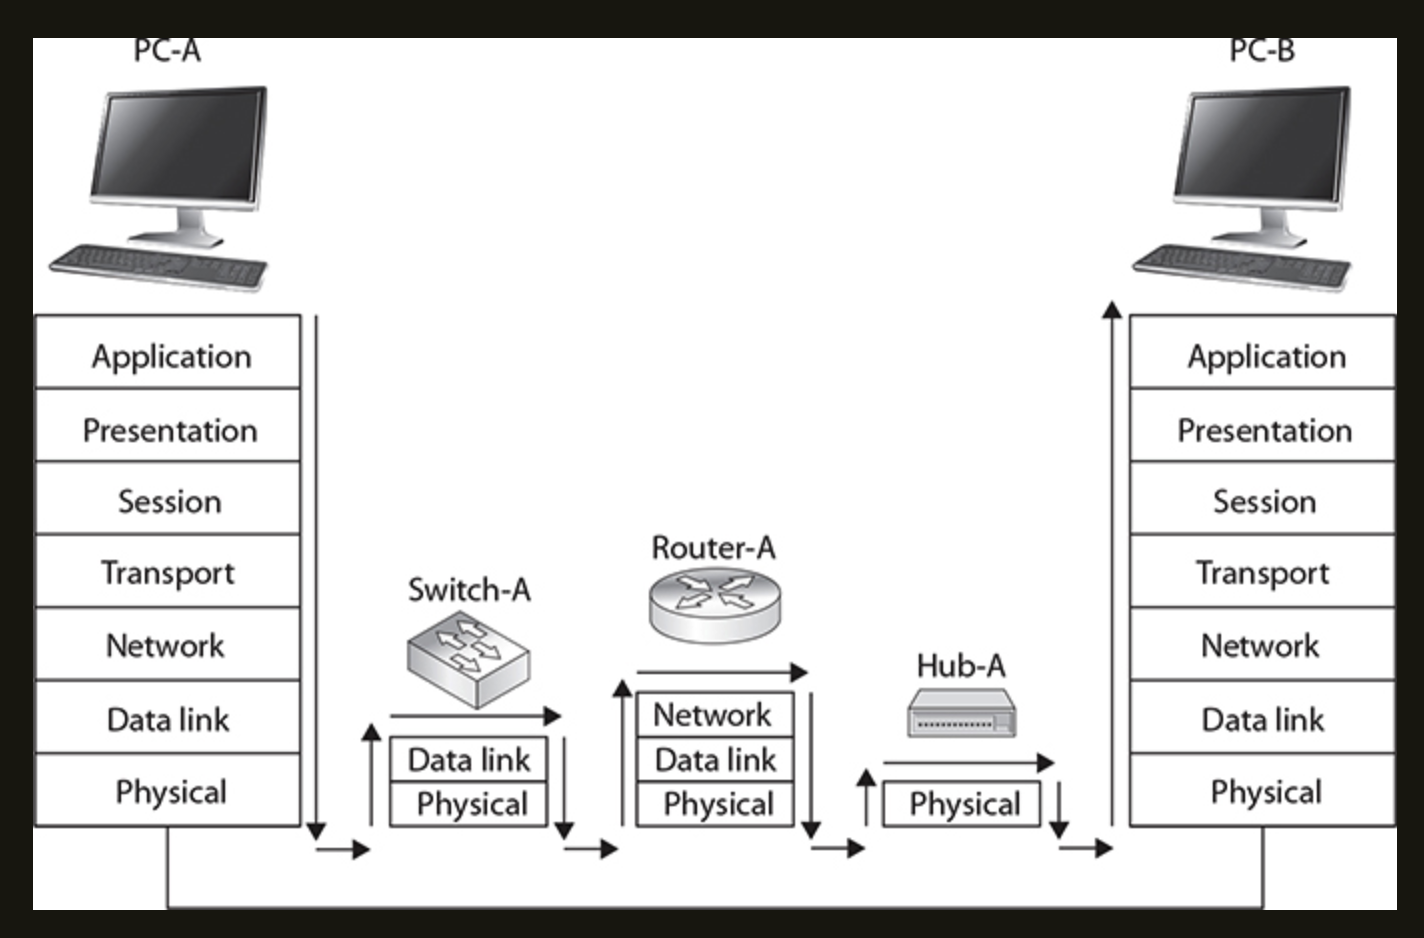 PC-A
PC-B
Application
Presentation
Session
Transport
Network
Data link
Physical
Switch-A
Data link
Physical
Router-A
Network
Data link
Physical
Hub-A
Physical
Application
Presentation
Session
Transport
Network
Data link
Physical